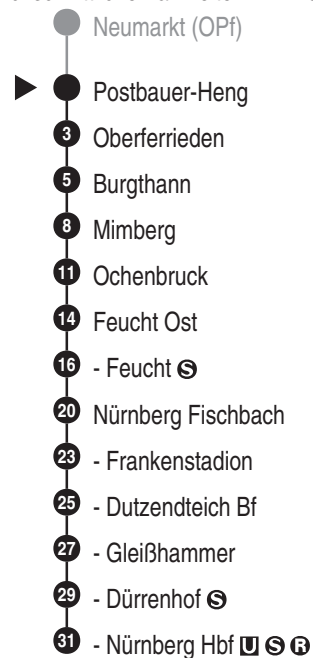 Neumarkt (OPf)
Postbauer-Heng
3 Oberferrieden
5 Burgthann
8 Mimberg
11 Ochenbruck
14 Feucht Ost
16 - Feucht S
20 Nürnberg Fischbach
23 - Frankenstadion
25 - Dutzendteich Bf
27 - Gleißhammer
29 - Dürrenhof S
31 - Nürnberg Hbf U S R